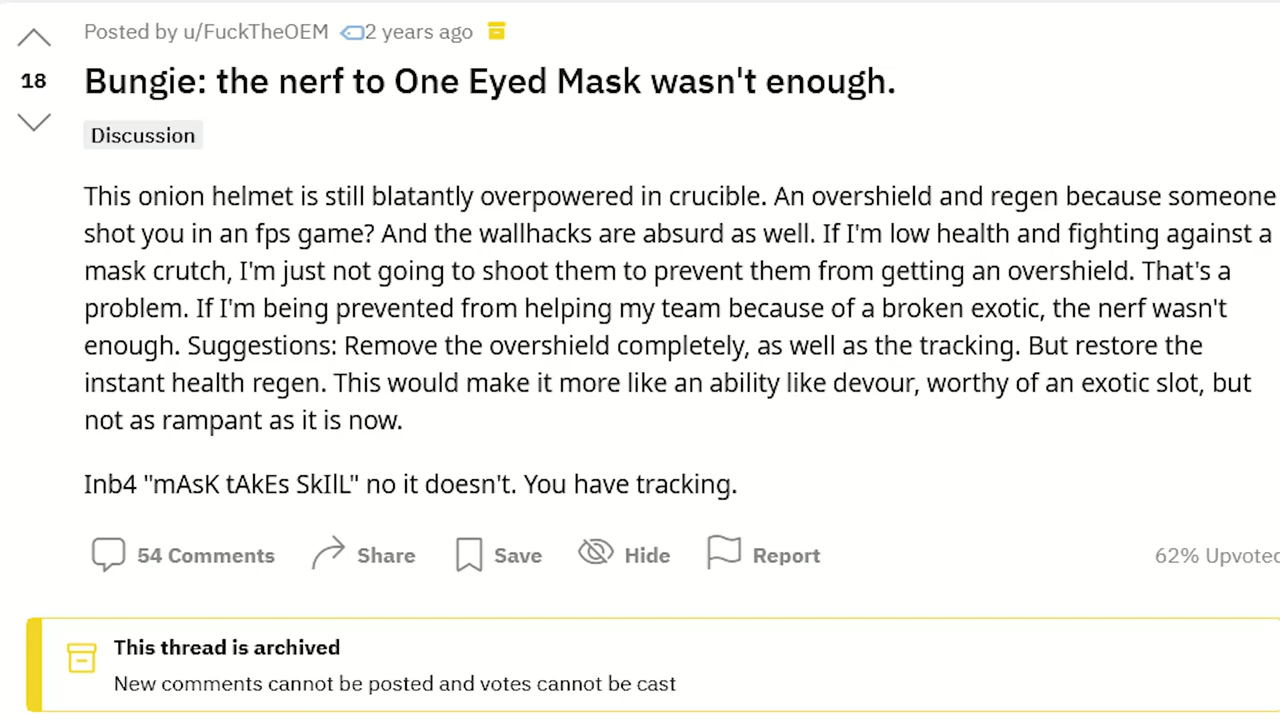 Posted by u/FuckTheOEM 2 years ago
18
Bungie: the nerf to One Eyed Mask wasn't enough.
Discussion
This onion helmet is still blatantly overpowered in crucible. An overshield and regen because someone
shot you in an fps game? And the wallhacks are absurd as well. If I'm low health and fighting against a
mask crutch, I'm just not going to shoot them to prevent them from getting an overshield. That's a
problem. If I'm being prevented from helping my team because of a broken exotic, the nerf wasn't
enough. Suggestions: Remove the overshield completely, as well as the tracking. But restore the
instant health regen. This would make it more like an ability like devour, worthy of an exotic slot, but
not as rampant as it is now.
Inb4 "mAsK tAkEs SkIlL" no it doesn't. You have tracking.
54 Comments Share Save Hide Report 62% Upvoted
This thread is archived
New comments cannot be posted and votes cannot be cast